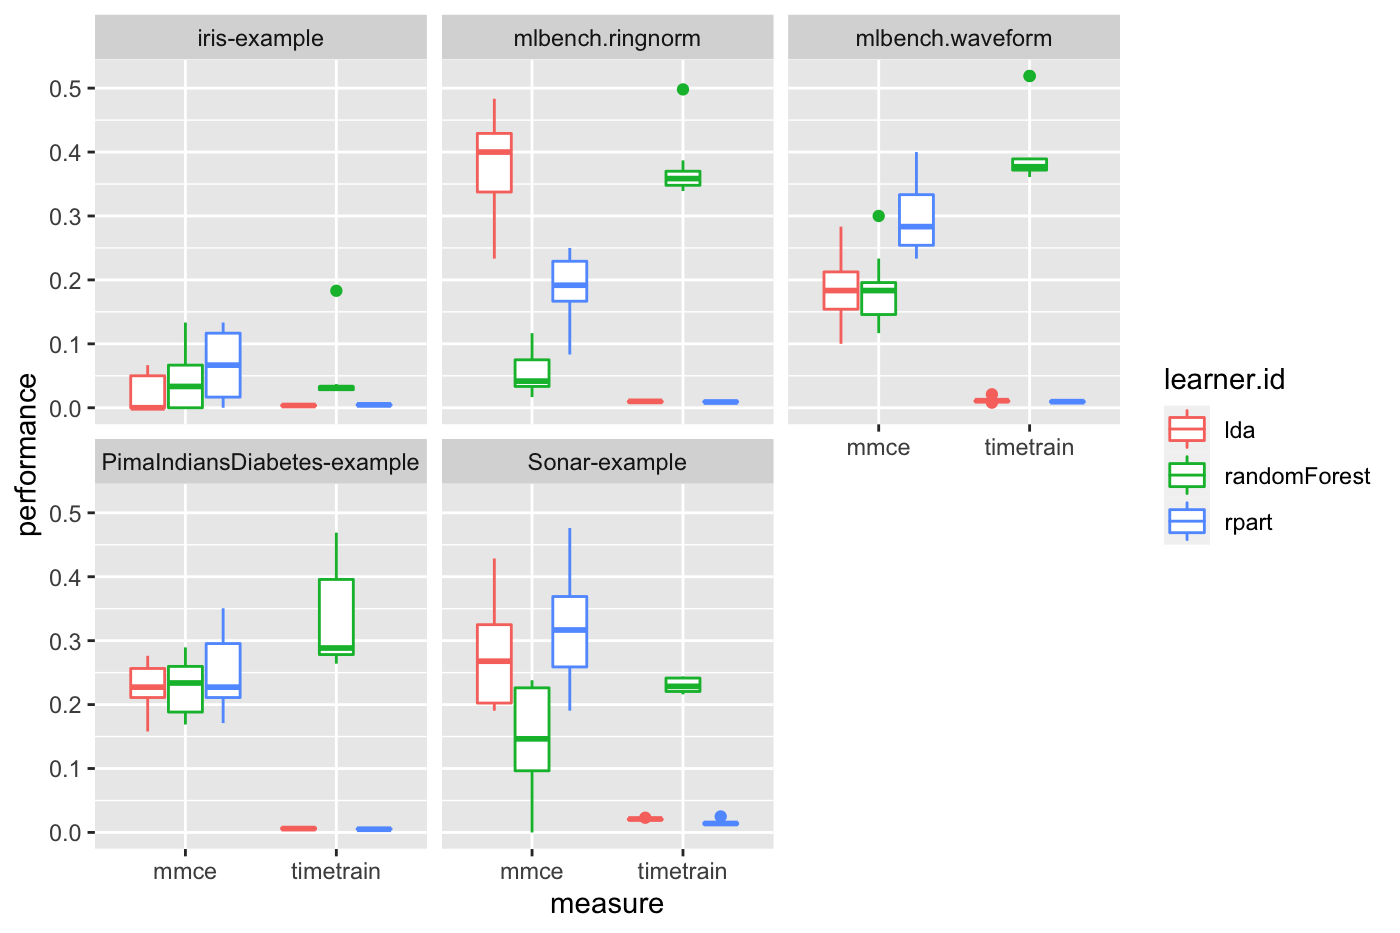 iris-example
mlbench.ringnorm
mlbench.waveform
0.5
0.4
0.3
0.2
0.1
0.0
mmce
timetrain
PimaIndiansDiabetes-example
Sonar-example
0.5
0.4
0.3
0.2
0.1
0.0
mmce
timetrain
mmce
timetrain
measure
performance
learner.id
lda
randomForest
rpart